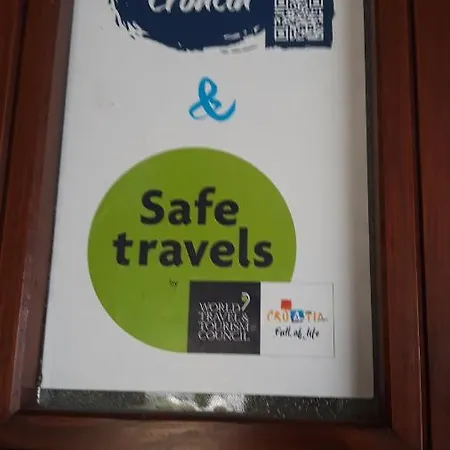 Croatia
&
Safe
travels
by
WORLD
TRAVEL &
TOURISM
COUNCIL
CROATIA
Full of life